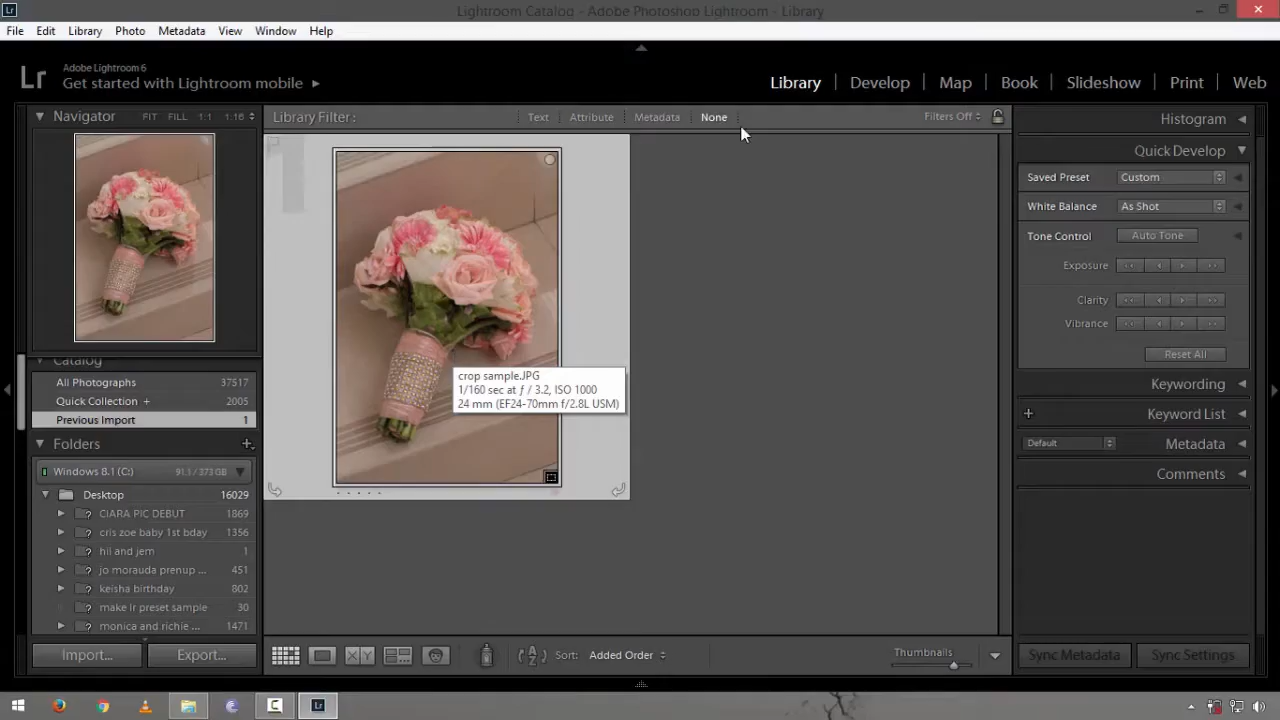 Lr
Lightroom Catalog - Adobe Photoshop Lightroom - Library
File Edit Library Photo Metadata View Window Help
Lr
Adobe Lightroom 6
Get started with Lightroom mobile
Library Develop Map Book Slideshow Print Web
Navigator FIT FILL 1:1 1:16
Library Filter : Text Attribute Metadata None Filters Off
Histogram
Quick Develop
Saved Preset Custom
White Balance As Shot
Tone Control Auto Tone
Exposure
Clarity
Vibrance
Reset All
Keywording
Keyword List
Default Metadata
Comments
crop sample.JPG
1/160 sec at ƒ / 3.2, ISO 1000
24 mm (EF24-70mm f/2.8L USM)
Catalog
All Photographs 37517
Quick Collection + 2005
Previous Import 1
Folders
Windows 8.1 (C:) 91.1 / 373 GB
Desktop 16029
CIARA PIC DEBUT 1869
cris zoe baby 1st bday 1356
hil and jem 1
jo morauda prenup ... 451
keisha birthday 802
make lr preset sample 30
monica and richie ... 1471
Import... Export...
XY
Sort: Added Order
Thumbnails
Sync Metadata Sync Settings
Lr